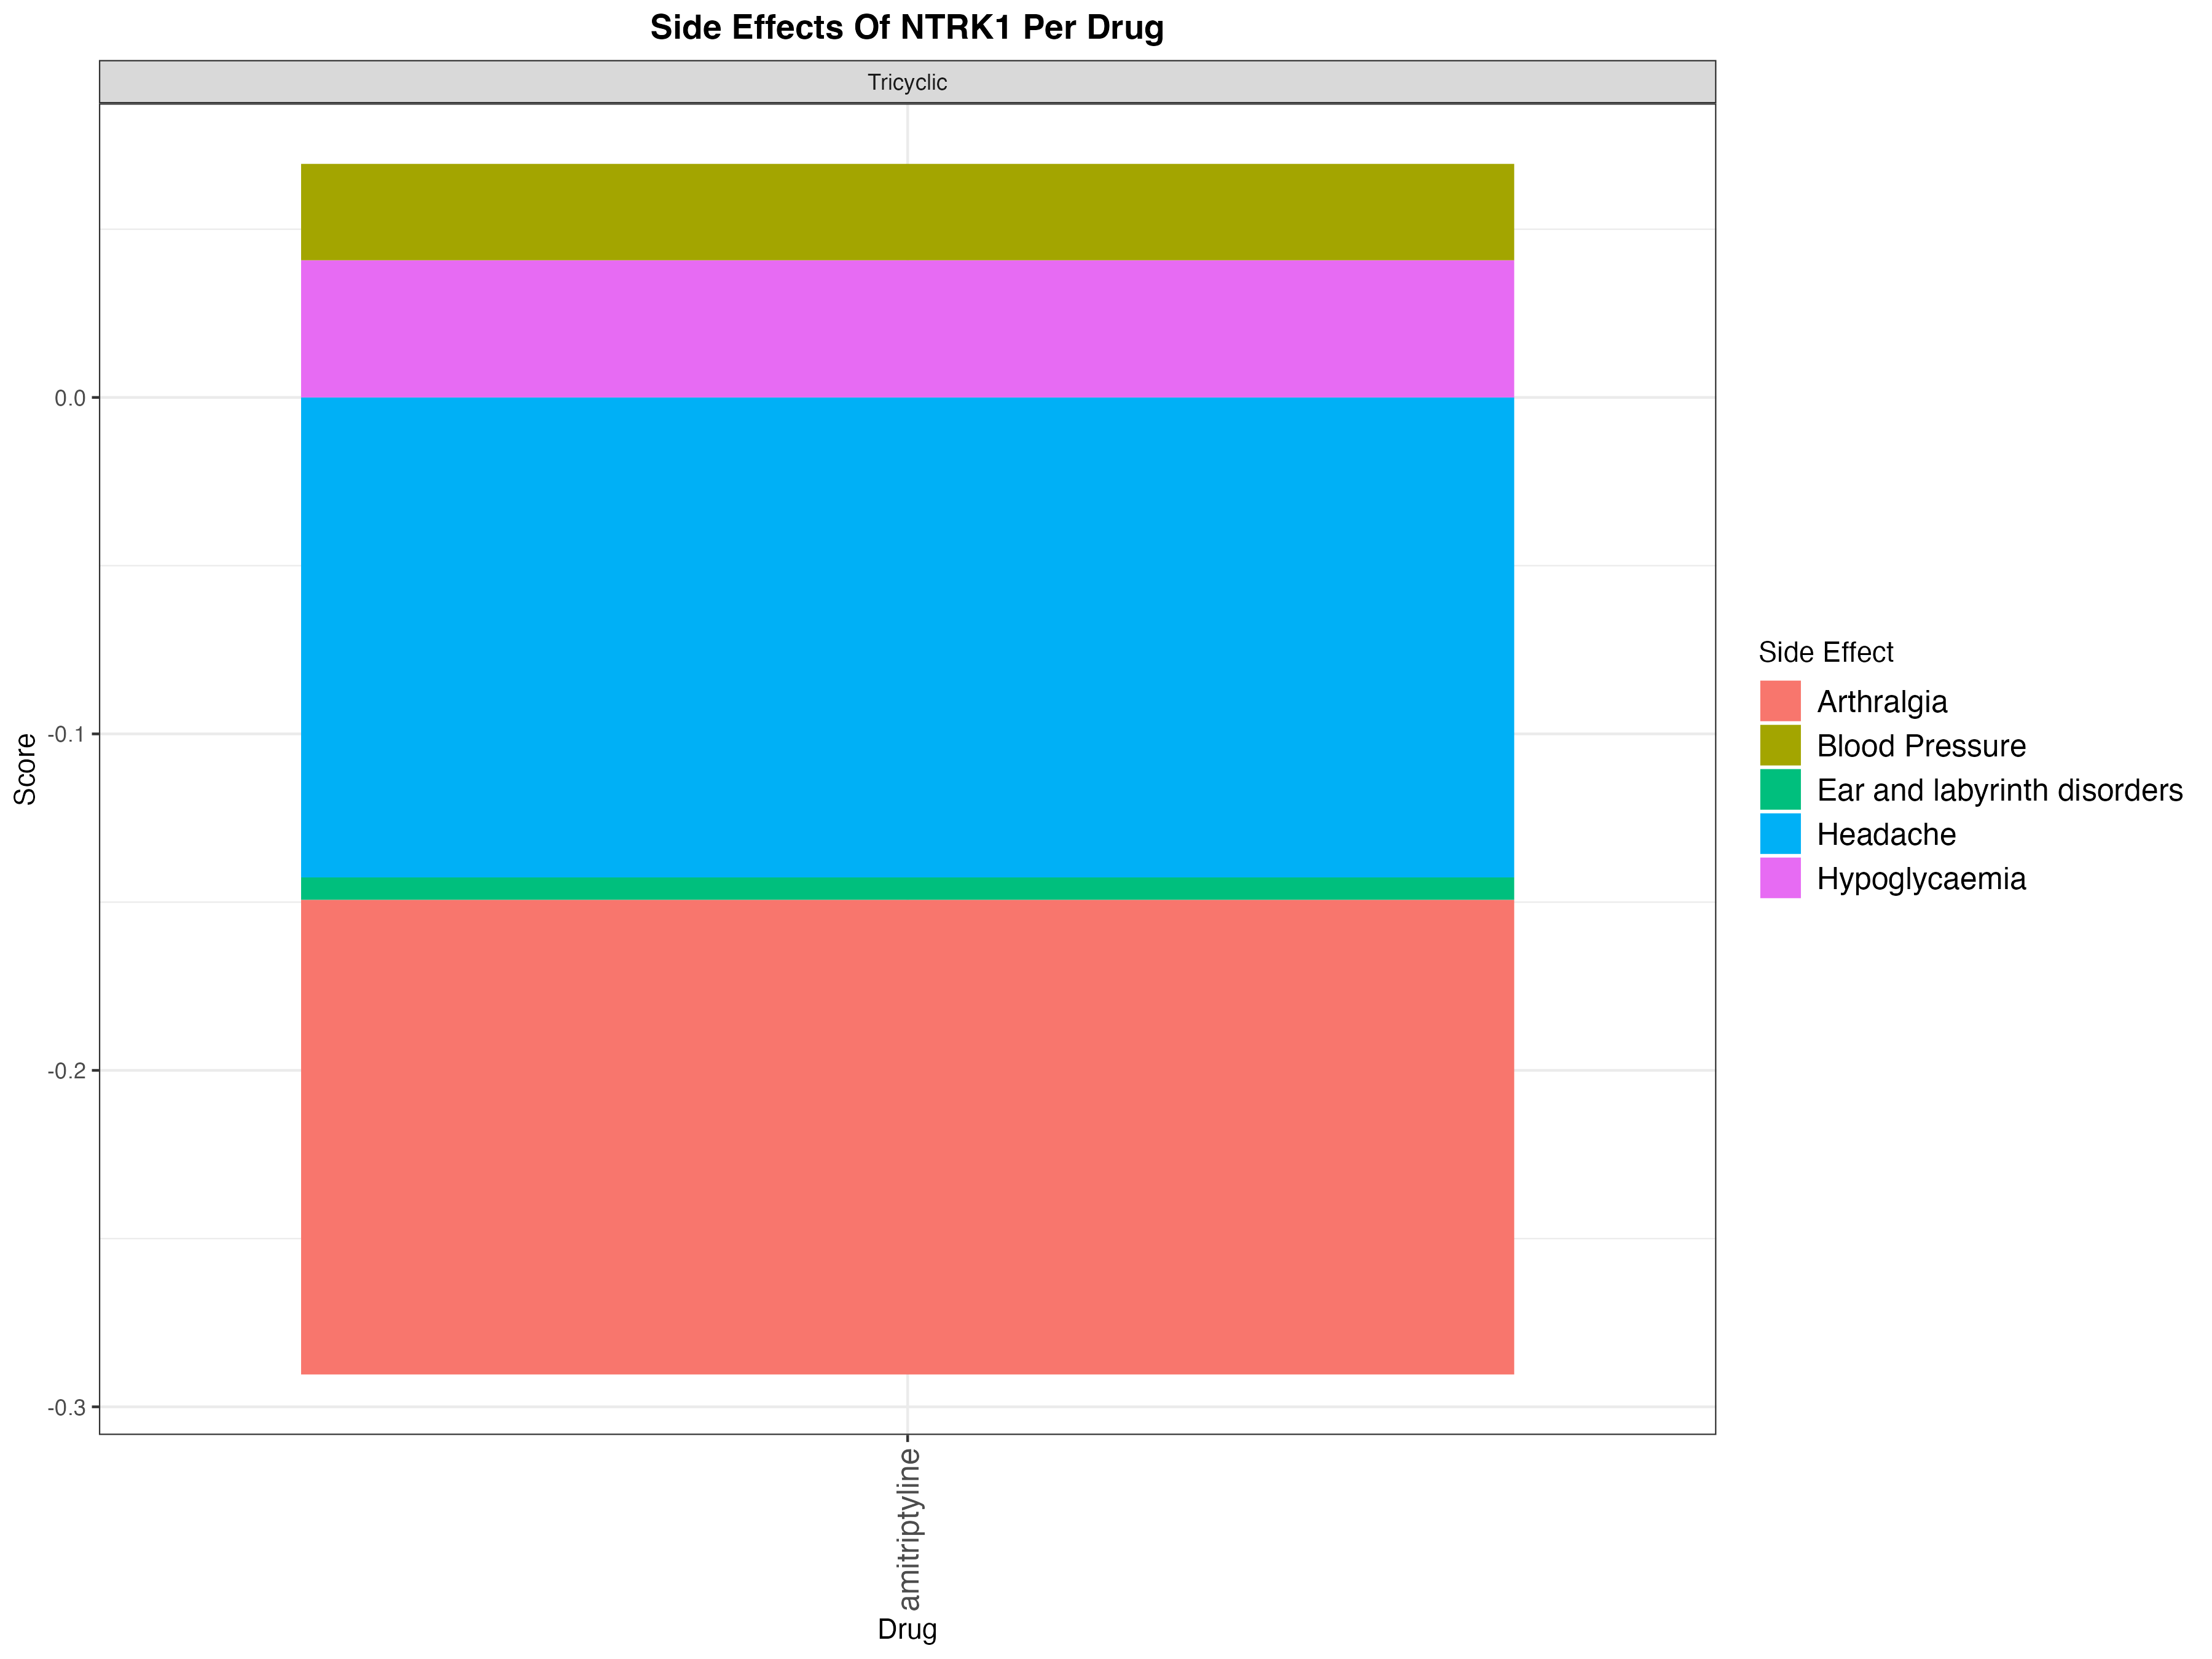 Side Effects Of NTRK1 Per Drug
Tricyclic
0.0
-0.1
-0.2
-0.3
Score
amitriptyline
Drug
Side Effect
Arthralgia
Blood Pressure
Ear and labyrinth disorders
Headache
Hypoglycaemia